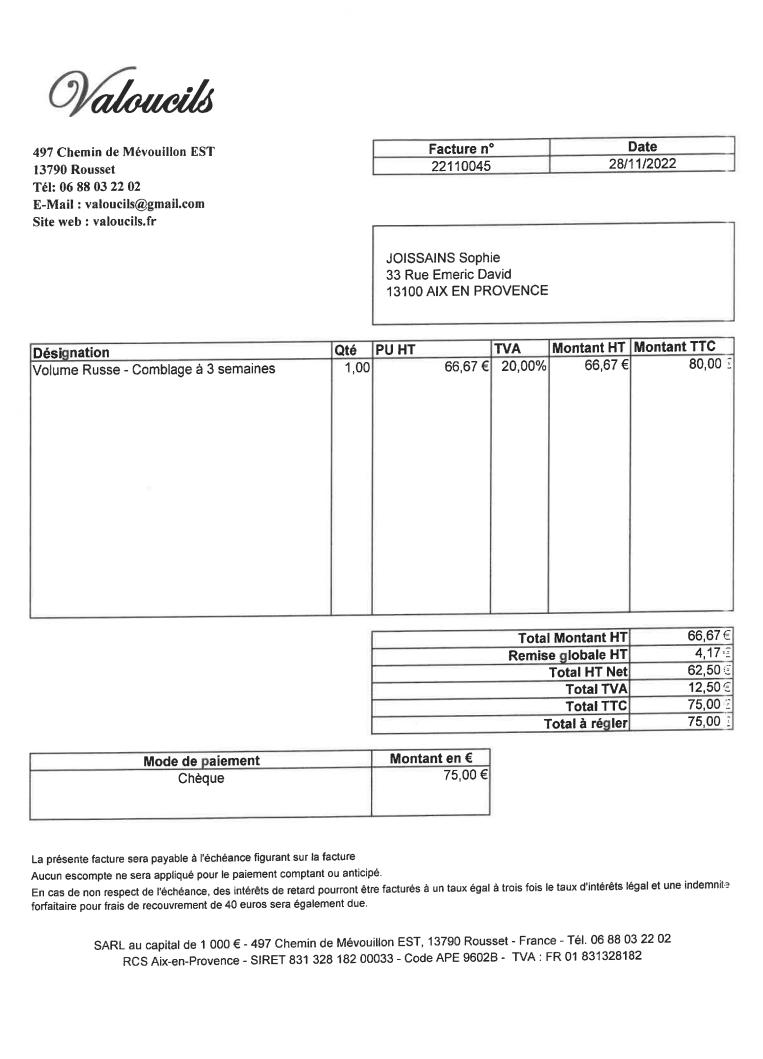 Valoucils
497 Chemin de Mévouillon EST
13790 Rousset
Tél: 06 88 03 22 02
E-Mail : valoucils@gmail.com
Site web : valoucils.fr
Facture n° Date
22110045 28/11/2022
JOISSAINS Sophie
33 Rue Emeric David
13100 AIX EN PROVENCE
Désignation Qté PU HT TVA Montant HT Montant TTC
Volume Russe - Comblage à 3 semaines 1,00 66,67 € 20,00% 66,67 € 80,00 €
Total Montant HT 66,67 €
Remise globale HT 4,17 €
Total HT Net 62,50 €
Total TVA 12,50 €
Total TTC 75,00 €
Total à régler 75,00 €
Mode de paiement Montant en €
Chèque 75,00 €
La présente facture sera payable à l'échéance figurant sur la facture
Aucun escompte ne sera appliqué pour le paiement comptant ou anticipé.
En cas de non respect de l'échéance, des intérêts de retard pourront être facturés à un taux égal à trois fois le taux d'intérêts légal et une indemnité
forfaitaire pour frais de recouvrement de 40 euros sera également due.
SARL au capital de 1 000 € - 497 Chemin de Mévouillon EST, 13790 Rousset - France - Tél. 06 88 03 22 02
RCS Aix-en-Provence - SIRET 831 328 182 00033 - Code APE 9602B - TVA : FR 01 831328182